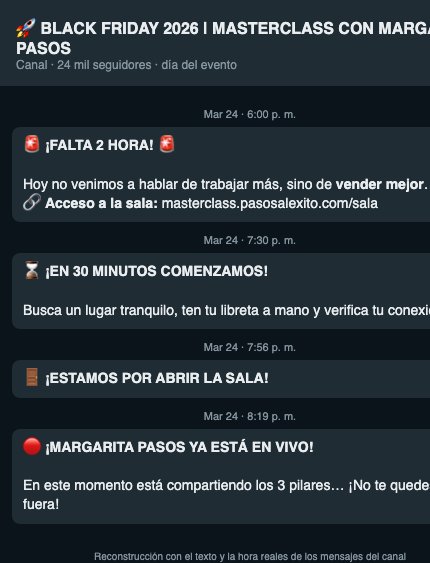 🚀 BLACK FRIDAY 2026 | MASTERCLASS CON
PASOS
Canal · 24 mil seguidores · día del evento
Mar 24 · 6:00 p. m.
🚨 ¡FALTA 2 HORA! 🚨
Hoy no venimos a hablar de trabajar más, sino de vender mejor.
🔗 Acceso a la sala: masterclass.pasosalexito.com/sala
Mar 24 · 7:30 p. m.
⏳ ¡EN 30 MINUTOS COMENZAMOS!
Busca un lugar tranquilo, ten tu libreta a mano y verifica tu
Mar 24 · 7:56 p. m.
🚪 ¡ESTAMOS POR ABRIR LA SALA!
Mar 24 · 8:19 p. m.
🔴 ¡MARGARITA PASOS YA ESTÁ EN VIVO!
En este momento está compartiendo los 3 pilares… ¡No te
fuera!
Reconstrucción con el texto y la hora reales de los mensajes del canal